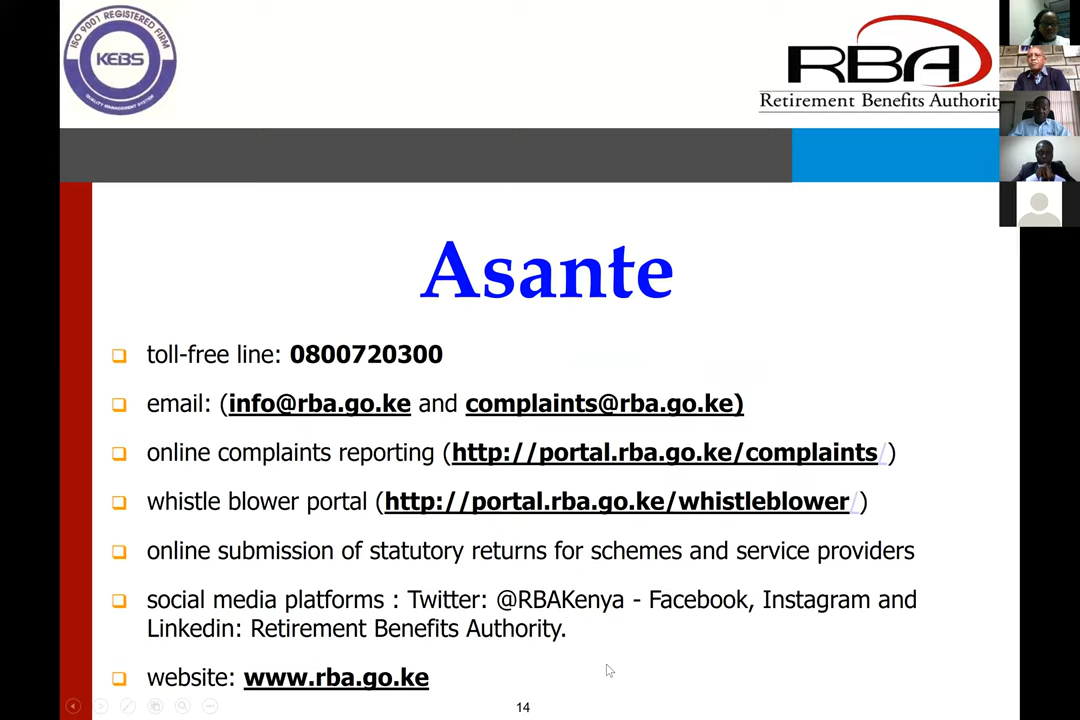 ISO 9001 REGISTERED FIRM
KEBS
QUALITY MANAGEMENT SYSTEM
RBA
Retirement Benefits Authority
Asante
toll-free line: 0800720300
email: (info@rba.go.ke and complaints@rba.go.ke)
online complaints reporting (http://portal.rba.go.ke/complaints/)
whistle blower portal (http://portal.rba.go.ke/whistleblower/)
online submission of statutory returns for schemes and service providers
social media platforms : Twitter: @RBAKenya - Facebook, Instagram and
Linkedin: Retirement Benefits Authority.
website: www.rba.go.ke
14